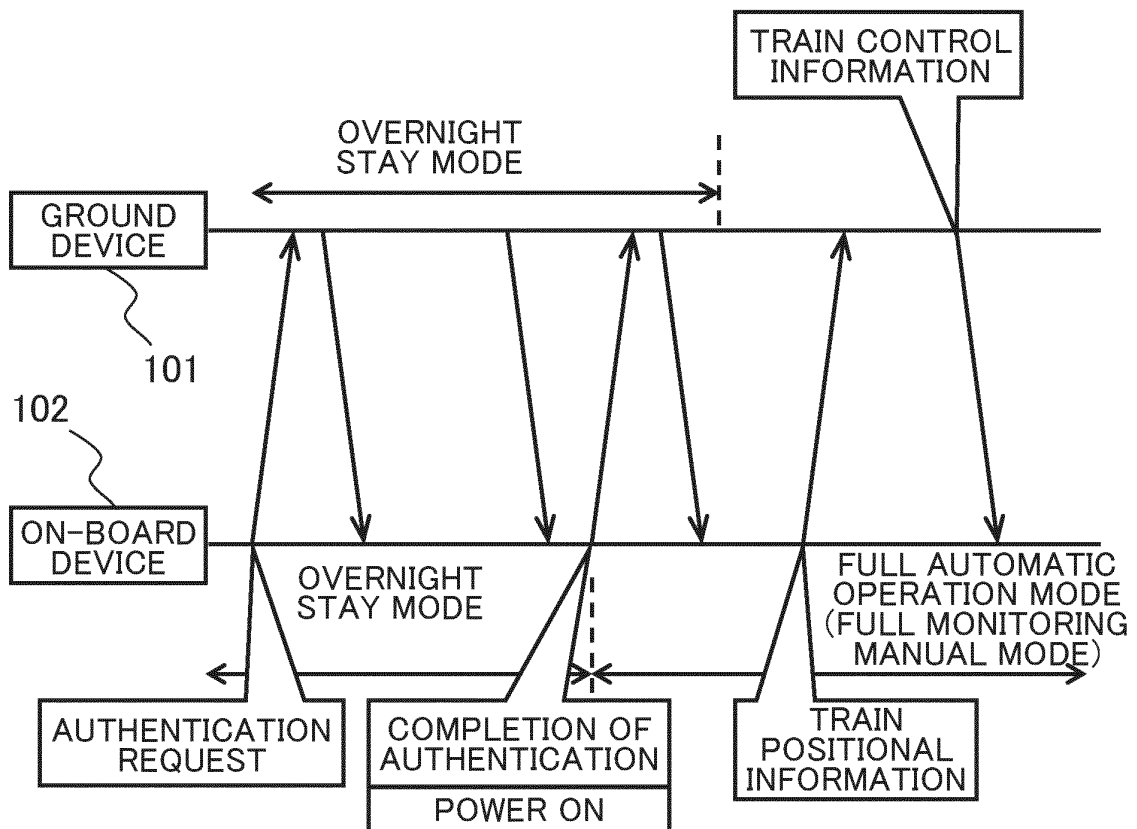 TRAIN CONTROL
INFORMATION
OVERNIGHT
STAY MODE
GROUND
DEVICE
101
102
ON-BOARD
DEVICE
OVERNIGHT
STAY MODE
FULL AUTOMATIC
OPERATION MODE
(FULL MONITORING
MANUAL MODE)
AUTHENTICATION
REQUEST
COMPLETION OF
AUTHENTICATION
POWER ON
TRAIN
POSITIONAL
INFORMATION